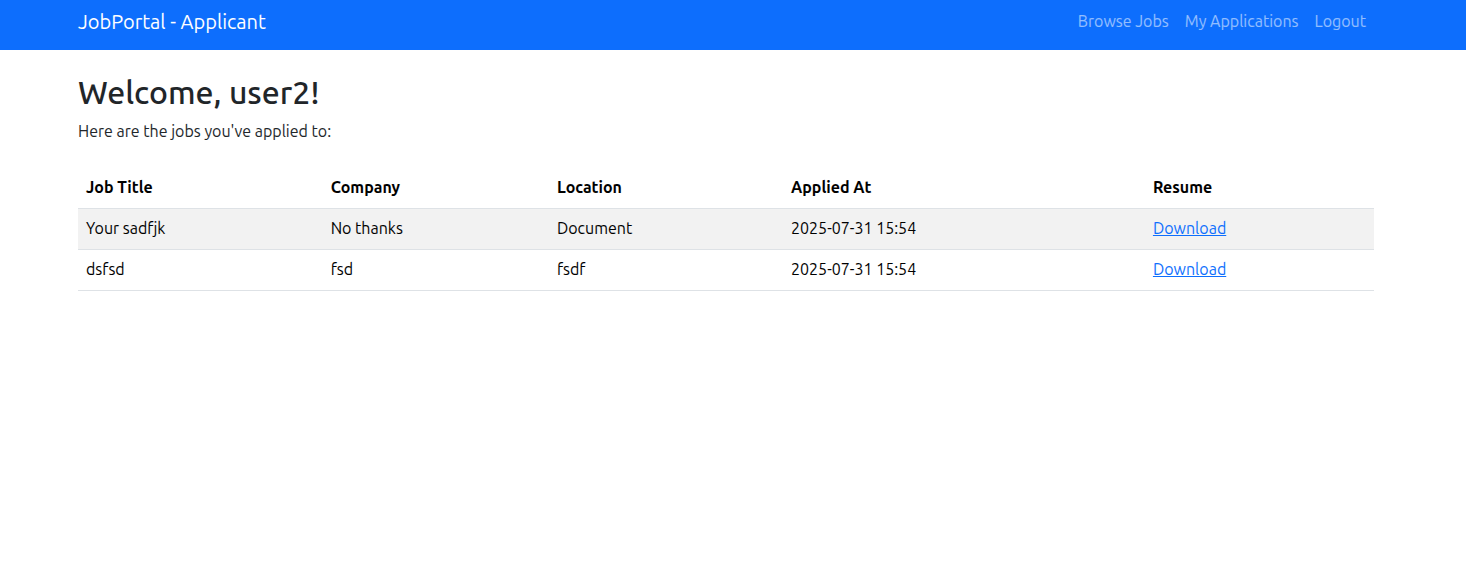 JobPortal - Applicant Browse Jobs My Applications Logout
Welcome, user2!
Here are the jobs you've applied to:
Job Title Company Location Applied At Resume
Your sadfjk No thanks Document 2025-07-31 15:54 Download
dsfsd fsd fsdf 2025-07-31 15:54 Download